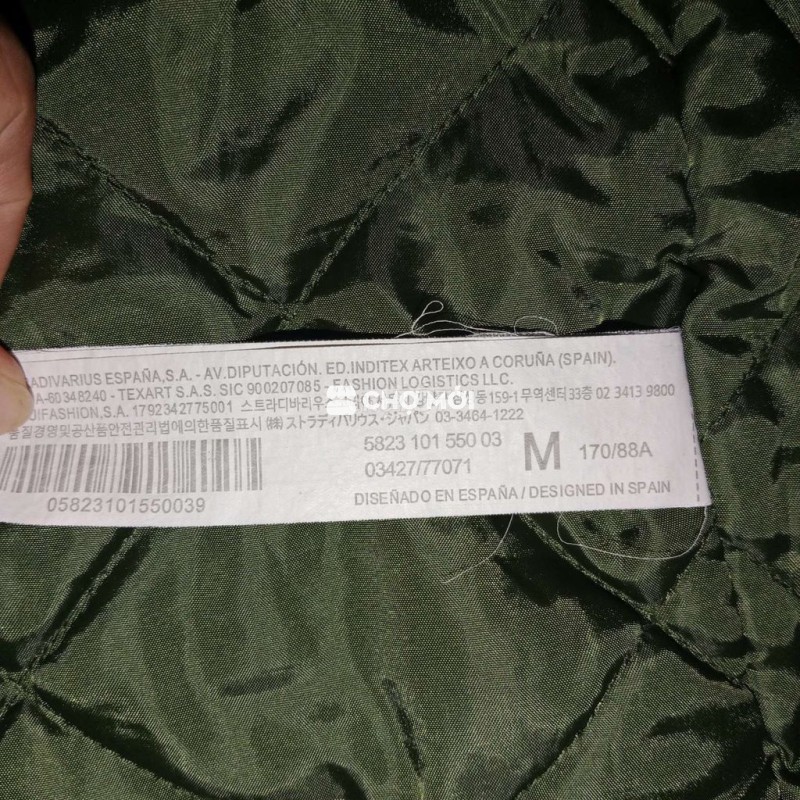 ADIVARIUS ESPAÑA,S.A. - AV.DIPUTACIÓN. ED.INDITEX ARTEIXO A CORUÑA (SPAIN).
A-60348240 - TEXART S.A.S. SIC 900207085 - FASHION LOGISTICS LLC.
DIFASHION,S.A. 1792342775001 스트라디바리우 동159-1 무역센터33층 02 3413 9800
CHỢ MỚI
품질경영및공산품안전관리법에의한품질표시 (株) ストラディバリウス・ジャパン 03-3464-1222
5823 101 550 03
M
170/88A
03427/77071
05823101550039
DISEÑADO EN ESPAÑA / DESIGNED IN SPAIN